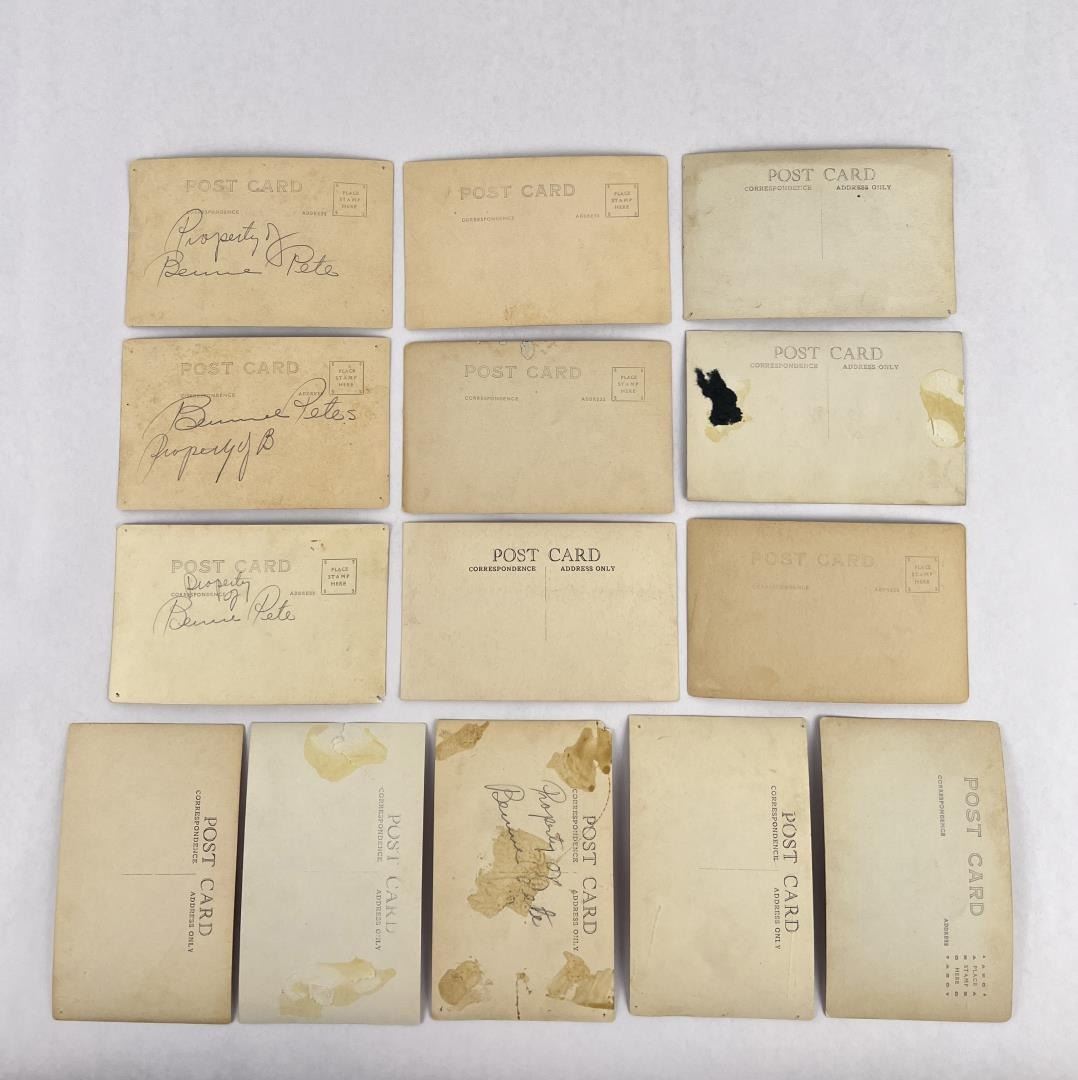 POST CARD
CORRESPONDENCE ADDRESS
PLACE
STAMP
HERE
Property of
Bennie Pete
POST CARD
CORRESPONDENCE ADDRESS
PLACE
STAMP
HERE
POST CARD
CORRESPONDENCE ADDRESS ONLY
POST CARD
CORRESPONDENCE ADDRESS
PLACE
STAMP
HERE
Bennie Petes
Property of B
POST CARD
CORRESPONDENCE ADDRESS
PLACE
STAMP
HERE
POST CARD
CORRESPONDENCE ADDRESS ONLY
POST CARD
CORRESPONDENCE ADDRESS
PLACE
STAMP
HERE
Property
of
Bennie Pete
POST CARD
CORRESPONDENCE ADDRESS ONLY
POST CARD
CORRESPONDENCE ADDRESS
PLACE
STAMP
HERE
POST CARD
CORRESPONDENCE ADDRESS ONLY
POST CARD
CORRESPONDENCE ADDRESS ONLY
POST CARD
CORRESPONDENCE ADDRESS ONLY
Property of
Bennie Pete
POST CARD
CORRESPONDENCE ADDRESS ONLY
POST CARD
CORRESPONDENCE ADDRESS
PLACE
STAMP
HERE